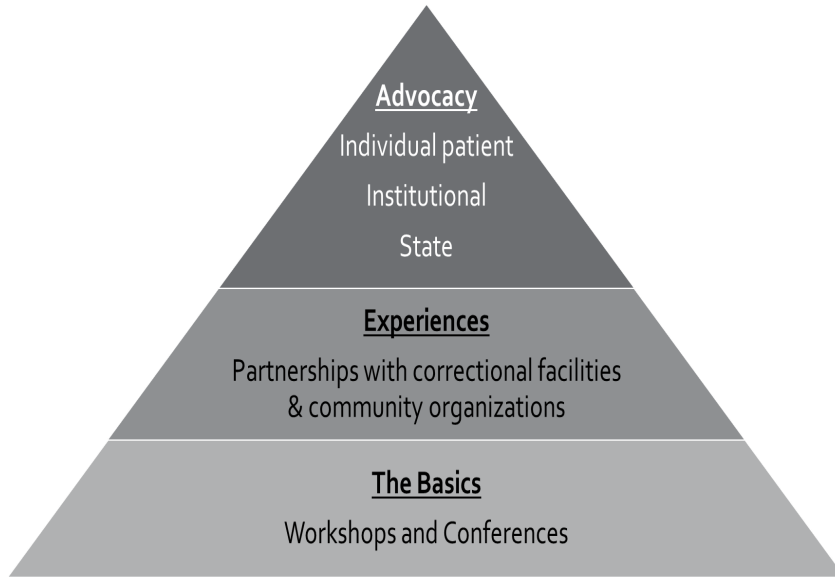 Advocacy
Individual patient
Institutional
State
Experiences
Partnerships with correctional facilities
& community organizations
The Basics
Workshops and Conferences